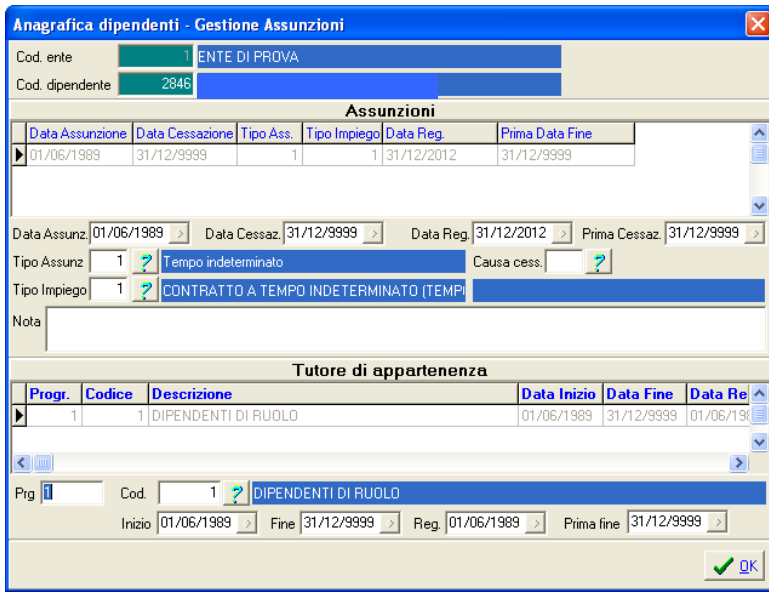 Anagrafica dipendenti - Gestione Assunzioni
Cod. ente 1 ENTE DI PROVA
Cod. dipendente 2846
Assunzioni
Data Assunzione Data Cessazione Tipo Ass. Tipo Impiego Data Reg. Prima Data Fine
01/06/1989 31/12/9999 1 1 31/12/2012 31/12/9999
Data Assunz. 01/06/1989 Data Cessaz. 31/12/9999 Data Reg. 31/12/2012 Prima Cessaz. 31/12/9999
Tipo Assunz 1 ? Tempo indeterminato Causa cess. ?
Tipo Impiego 1 ? CONTRATTO A TEMPO INDETERMINATO (TEMPI
Nota
Tutore di appartenenza
Progr. Codice Descrizione Data Inizio Data Fine Data Re
1 1 DIPENDENTI DI RUOLO 01/06/1989 31/12/9999 01/06/198
Prg 1 Cod. 1 ? DIPENDENTI DI RUOLO
Inizio 01/06/1989 Fine 31/12/9999 Reg. 01/06/1989 Prima fine 31/12/9999
OK